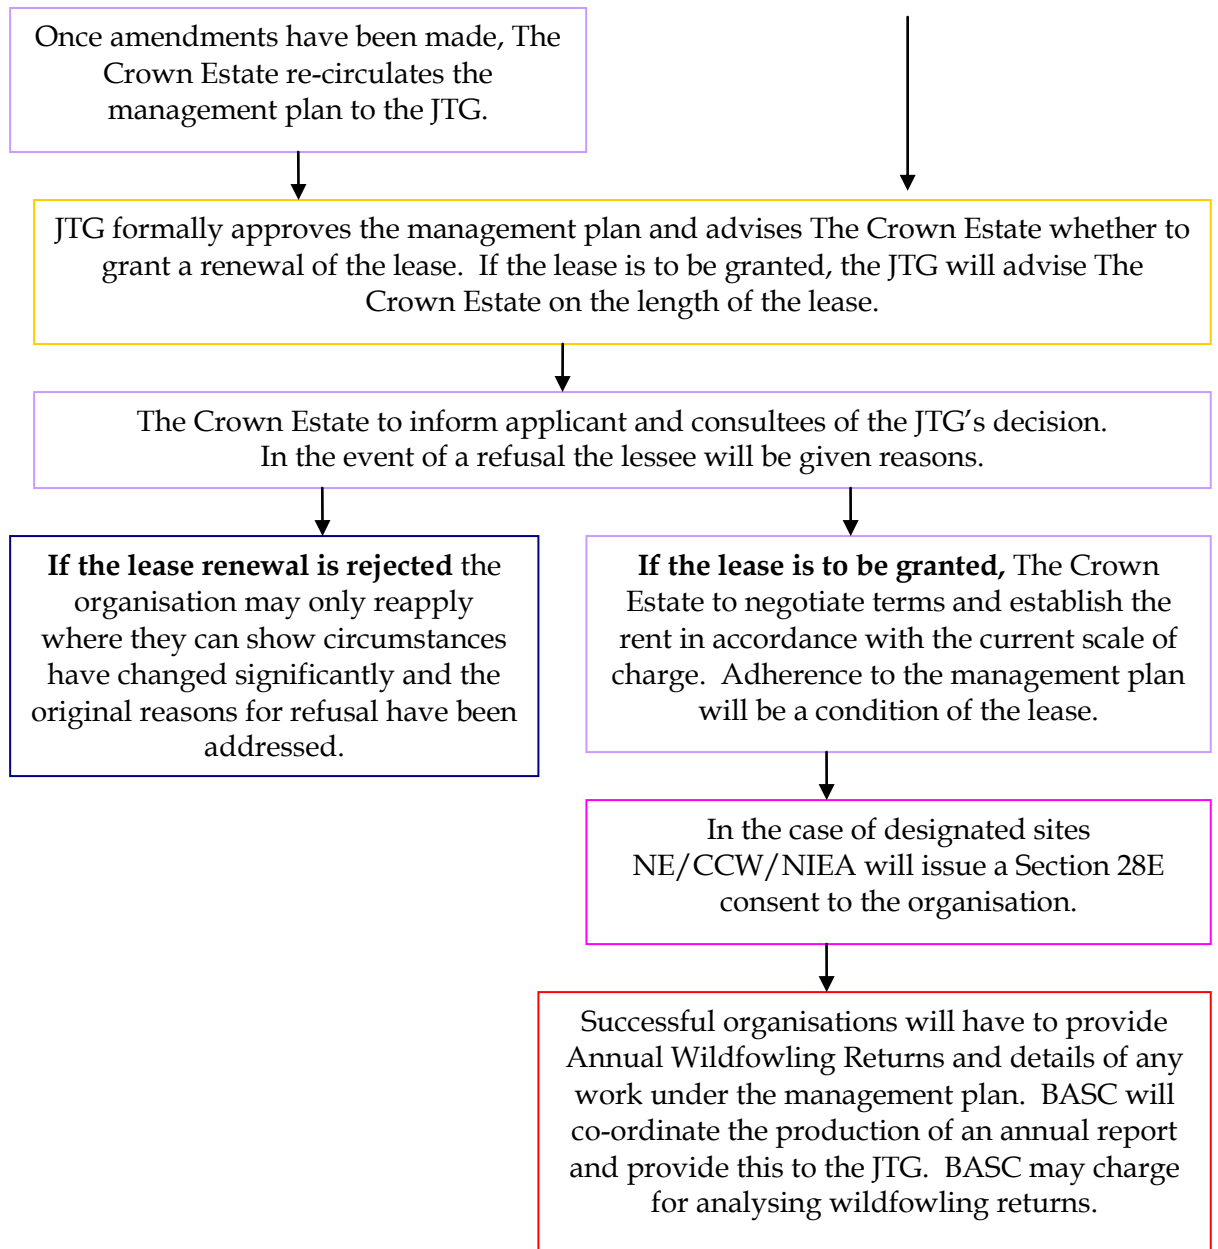 Once amendments have been made, The
Crown Estate re-circulates the
management plan to the JTG.
JTG formally approves the management plan and advises The Crown Estate whether to
grant a renewal of the lease.  If the lease is to be granted, the JTG will advise The
Crown Estate on the length of the lease.
The Crown Estate to inform applicant and consultees of the JTG’s decision.
In the event of a refusal the lessee will be given reasons.
If the lease renewal is rejected the
organisation may only reapply
where they can show circumstances
have changed significantly and the
original reasons for refusal have been
addressed.
If the lease is to be granted, The Crown
Estate to negotiate terms and establish the
rent in accordance with the current scale of
charge.  Adherence to the management plan
will be a condition of the lease.
In the case of designated sites
NE/CCW/NIEA will issue a Section 28E
consent to the organisation.
Successful organisations will have to provide
Annual Wildfowling Returns and details of any
work under the management plan.  BASC will
co-ordinate the production of an annual report
and provide this to the JTG.  BASC may charge
for analysing wildfowling returns.